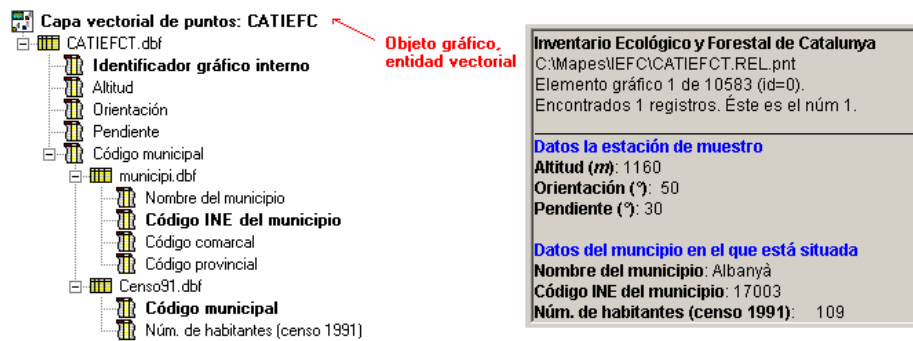 Capa vectorial de puntos: CATIEFC
CATIEFCT.dbf
Identificador gráfico interno
Altitud
Orientación
Pendiente
Código municipal
municipi.dbf
Nombre del municipio
Código INE del municipio
Código comarcal
Código provincial
Censo91.dbf
Código municipal
Núm. de habitantes (censo 1991)
Objeto gráfico,
entidad vectorial
Inventario Ecológico y Forestal de Catalunya
C:\Mapes\IEFC\CATIEFCT.REL.pnt
Elemento gráfico 1 de 10583 (id=0).
Encontrados 1 registros. Éste es el núm 1.
Datos la estación de muestro
Altitud (m): 1160
Orientación (°): 50
Pendiente (°): 30
Datos del muncipio en el que está situada
Nombre del municipio: Albanyà
Código INE del municipio: 17003
Núm. de habitantes (censo 1991): 109